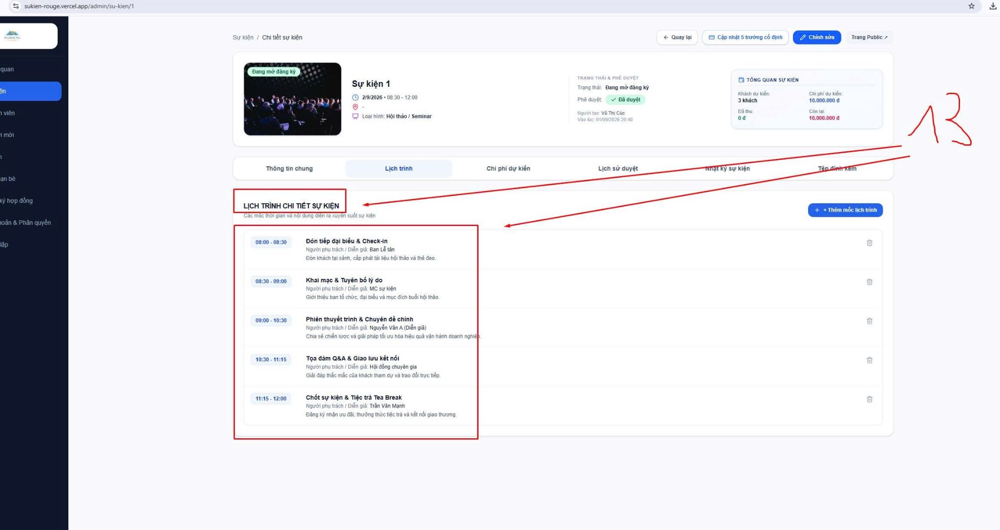 sukien-rouge.vercel.app/admin/su-kien/1
quan
ện
n viên
i mời
n
ạn bè
ký hợp đồng
hoản & Phân quyền
lập
Sự kiện / Chi tiết sự kiện
Quay lại
Cập nhật 5 trường cố định
Chỉnh sửa
Trang Public ↗
Đang mở đăng ký
Sự kiện 1
2/9/2026 • 08:30 - 12:00
-
Loại hình: Hội thảo / Seminar
TRẠNG THÁI & PHÊ DUYỆT
Trạng thái: Đang mở đăng ký
Phê duyệt: Đã duyệt
Người tạo: Vũ Thị Cúc
Vào lúc: 01/09/2026 20:40
TỔNG QUAN SỰ KIỆN
Khách dự kiến:
3 khách
Chi phí dự kiến:
10.000.000 đ
Đã thu:
0 đ
Còn lại:
10.000.000 đ
13
Thông tin chung
Lịch trình
Chi phí dự kiến
Lịch sử duyệt
Nhật ký sự kiện
Tệp đính kèm
LỊCH TRÌNH CHI TIẾT SỰ KIỆN
Các mốc thời gian và nội dung diễn ra xuyên suốt sự kiện
+ + Thêm mốc lịch trình
08:00 - 08:30
Đón tiếp đại biểu & Check-in
Người phụ trách / Diễn giả: Ban Lễ tân
Đón khách tại sảnh, cấp phát tài liệu hội thảo và thẻ đeo.
08:30 - 09:00
Khai mạc & Tuyên bố lý do
Người phụ trách / Diễn giả: MC sự kiện
Giới thiệu ban tổ chức, đại biểu và mục đích buổi hội thảo.
09:00 - 10:30
Phiên thuyết trình & Chuyên đề chính
Người phụ trách / Diễn giả: Nguyễn Văn A (Diễn giả)
Chia sẻ chiến lược và giải pháp tối ưu hóa hiệu quả vận hành doanh nghiệp.
10:30 - 11:15
Tọa đàm Q&A & Giao lưu kết nối
Người phụ trách / Diễn giả: Hội đồng chuyên gia
Giải đáp thắc mắc của khách tham dự và trao đổi trực tiếp.
11:15 - 12:00
Chốt sự kiện & Tiệc trà Tea Break
Người phụ trách / Diễn giả: Trần Văn Mạnh
Đăng ký nhận ưu đãi, thưởng thức tiệc trà và kết nối giao thương.